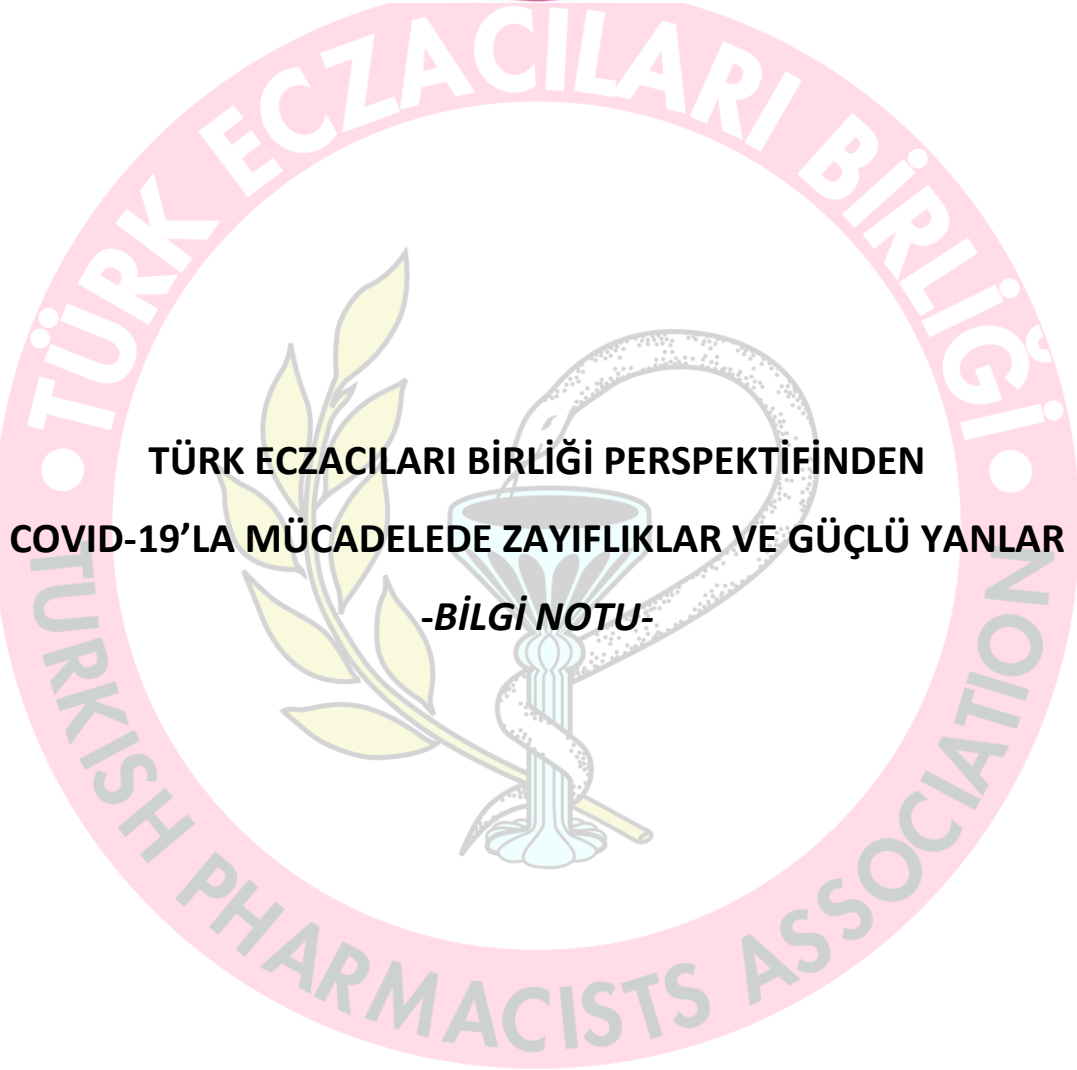 TÜRK ECZACILARI BİRLİĞİ
TÜRK ECZACILARI BİRLİĞİ PERSPEKTİFİNDEN
COVID-19’LA MÜCADELEDE ZAYIFLIKLAR VE GÜÇLÜ YANLAR
-BİLGİ NOTU-
TURKISH PHARMACISTS ASSOCIATION